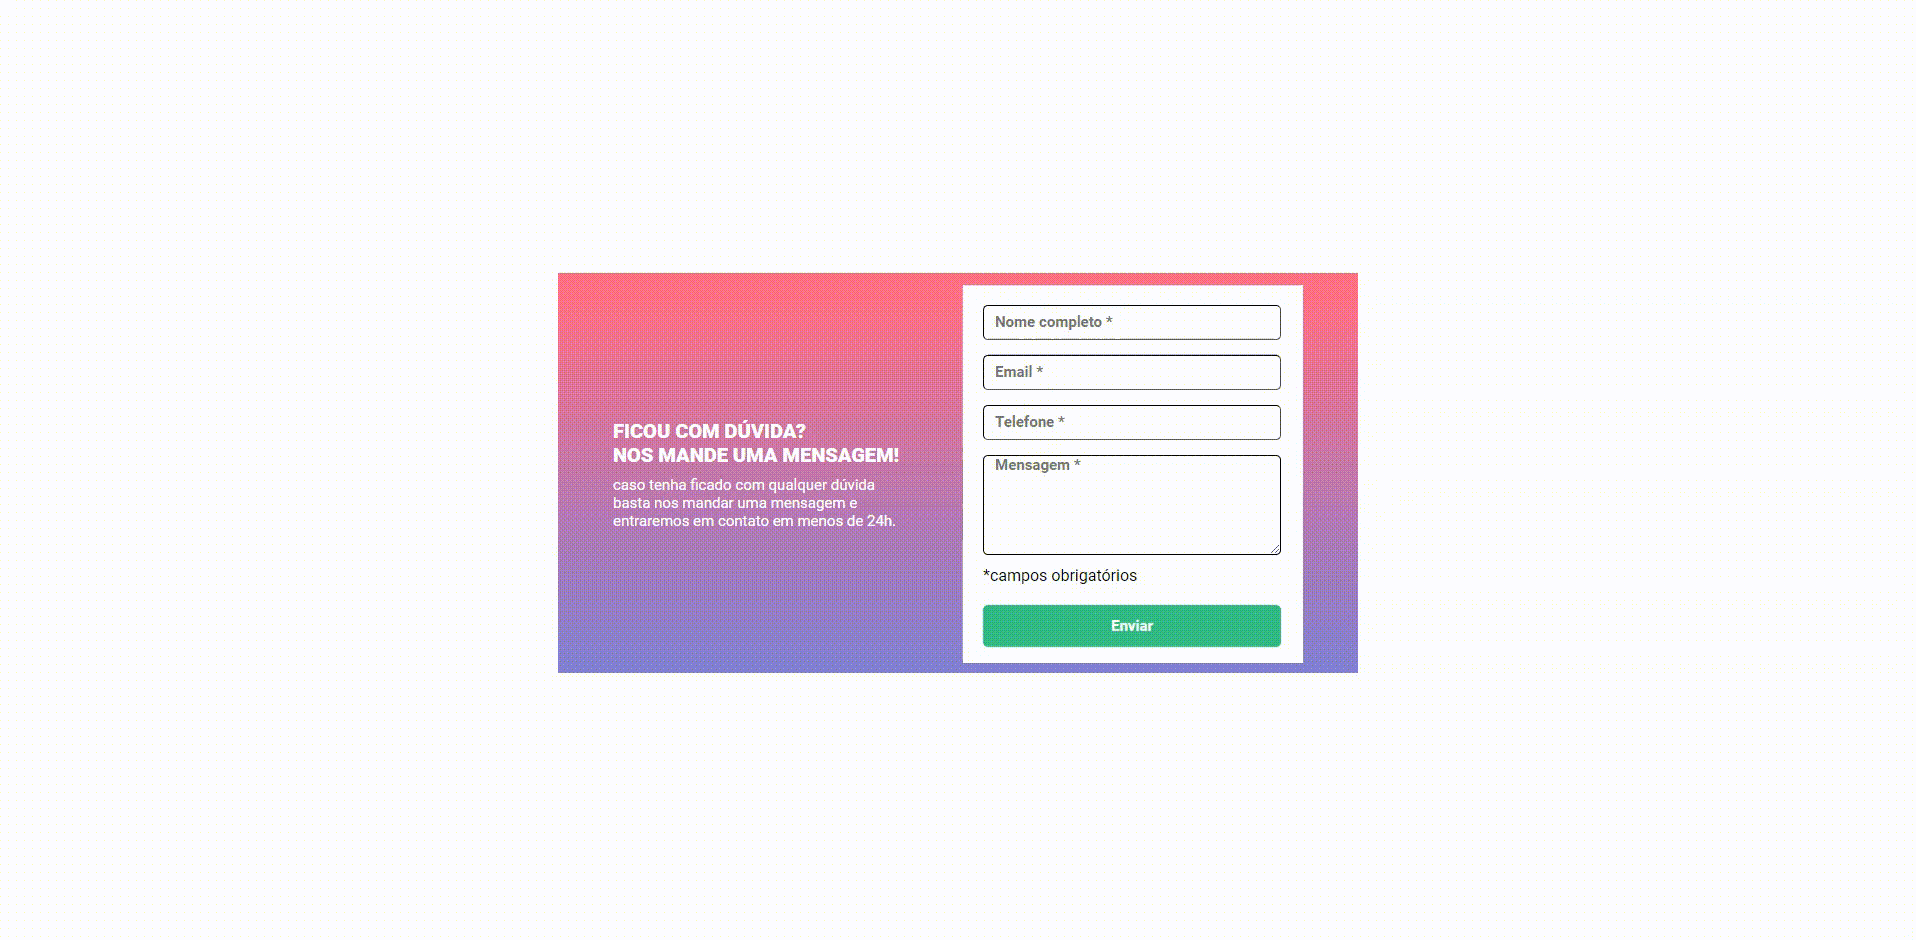 FICOU COM DÚVIDA?
NOS MANDE UMA MENSAGEM!
caso tenha ficado com qualquer dúvida
basta nos mandar uma mensagem e
entraremos em contato em menos de 24h.
Nome completo *
Email *
Telefone *
Mensagem *
*campos obrigatórios
Enviar